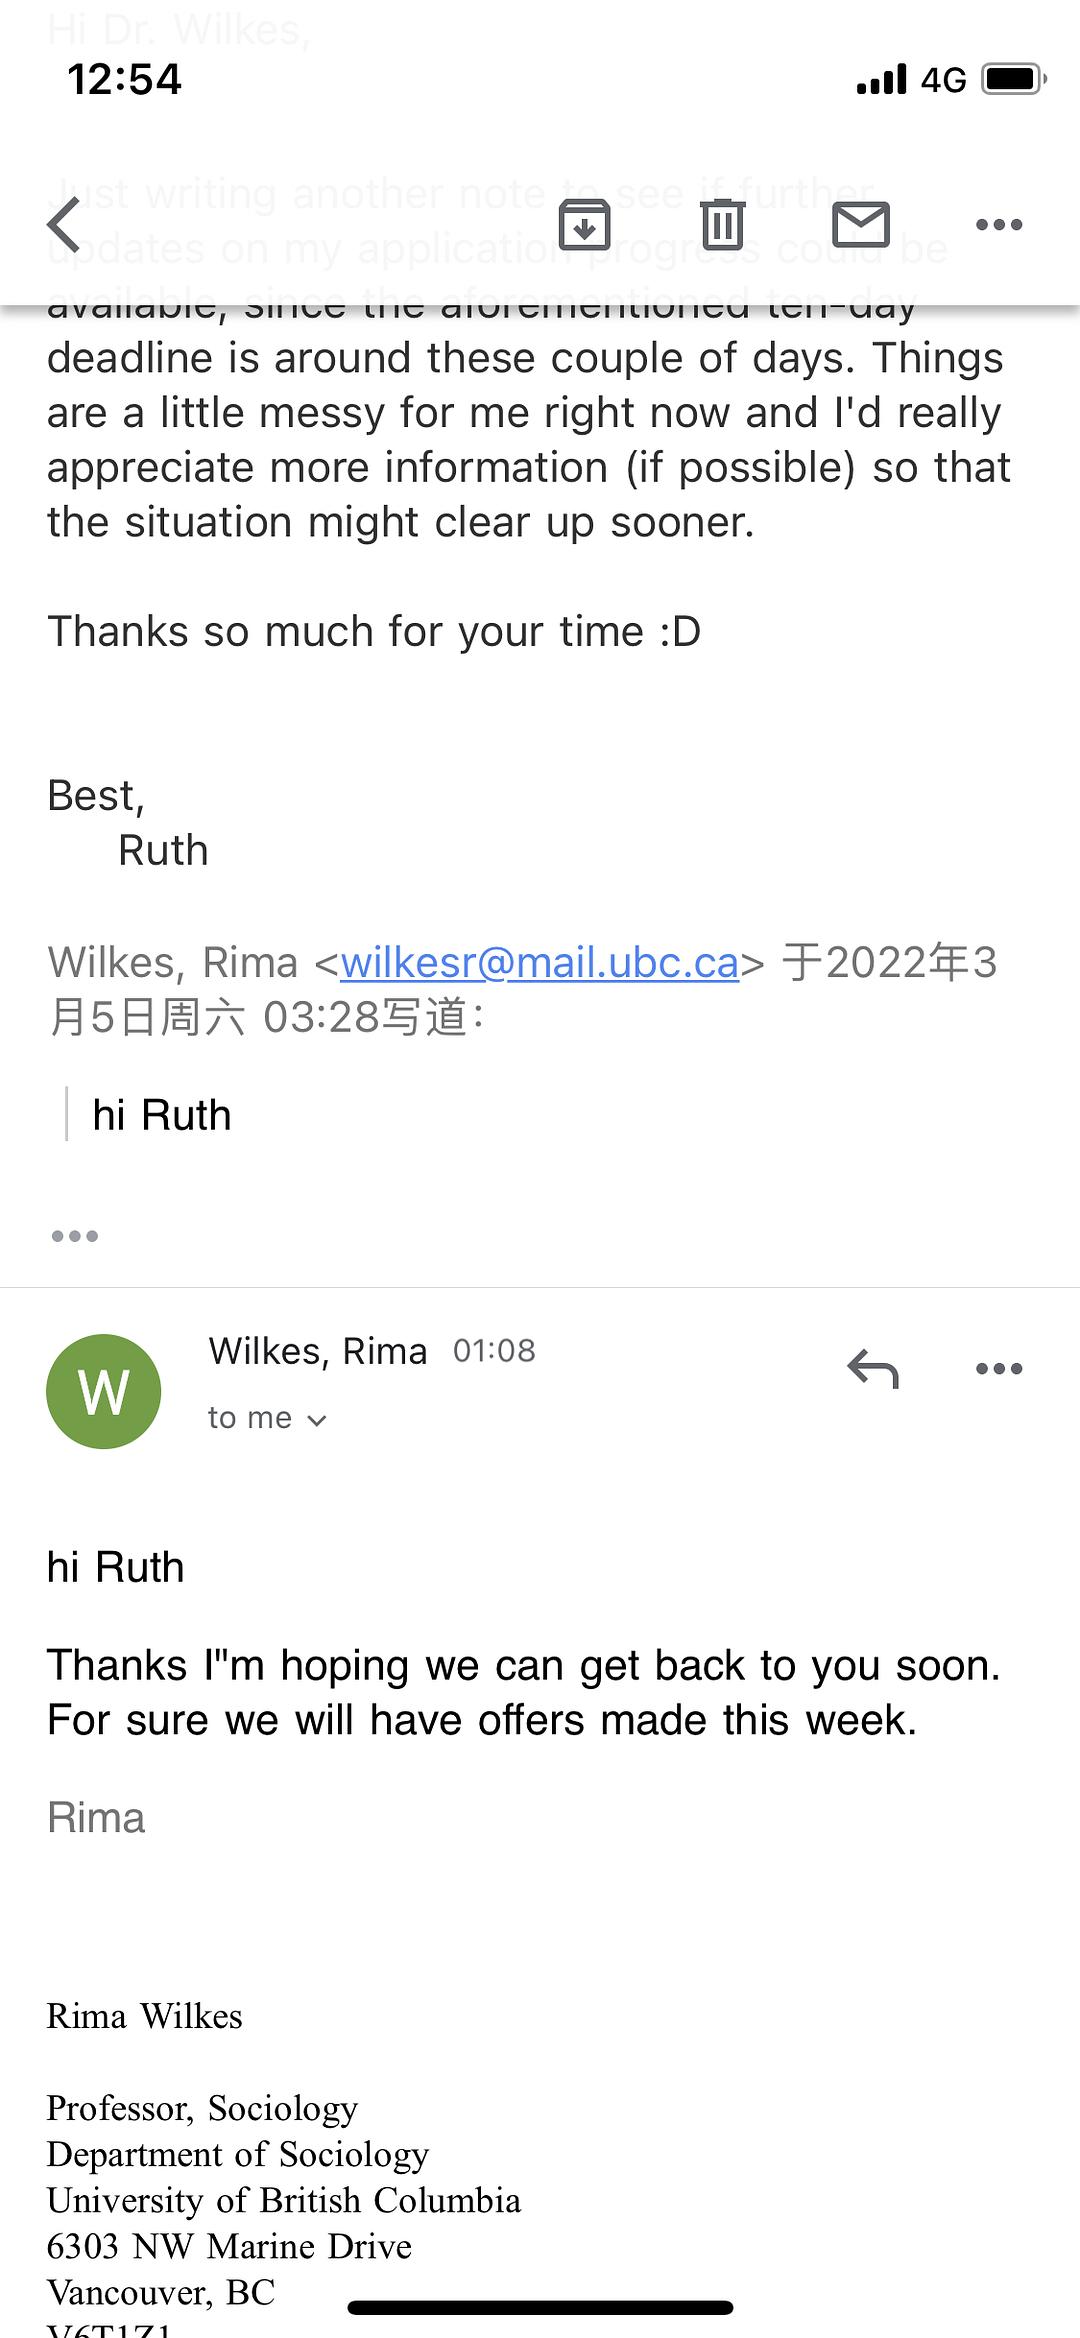 Hi Dr. Wilkes,
12:54
4G
Just writing another note to see if further
updates on my application progress could be
available, since the aforementioned ten-day
deadline is around these couple of days. Things
are a little messy for me right now and I'd really
appreciate more information (if possible) so that
the situation might clear up sooner.
Thanks so much for your time :D
Best,
Ruth
Wilkes, Rima <wilkesr@mail.ubc.ca> 于2022年3
月5日周六 03:28写道:
hi Ruth
Wilkes, Rima 01:08
to me
W
hi Ruth
Thanks I"m hoping we can get back to you soon.
For sure we will have offers made this week.
Rima
Rima Wilkes
Professor, Sociology
Department of Sociology
University of British Columbia
6303 NW Marine Drive
Vancouver, BC
V6T1Z1